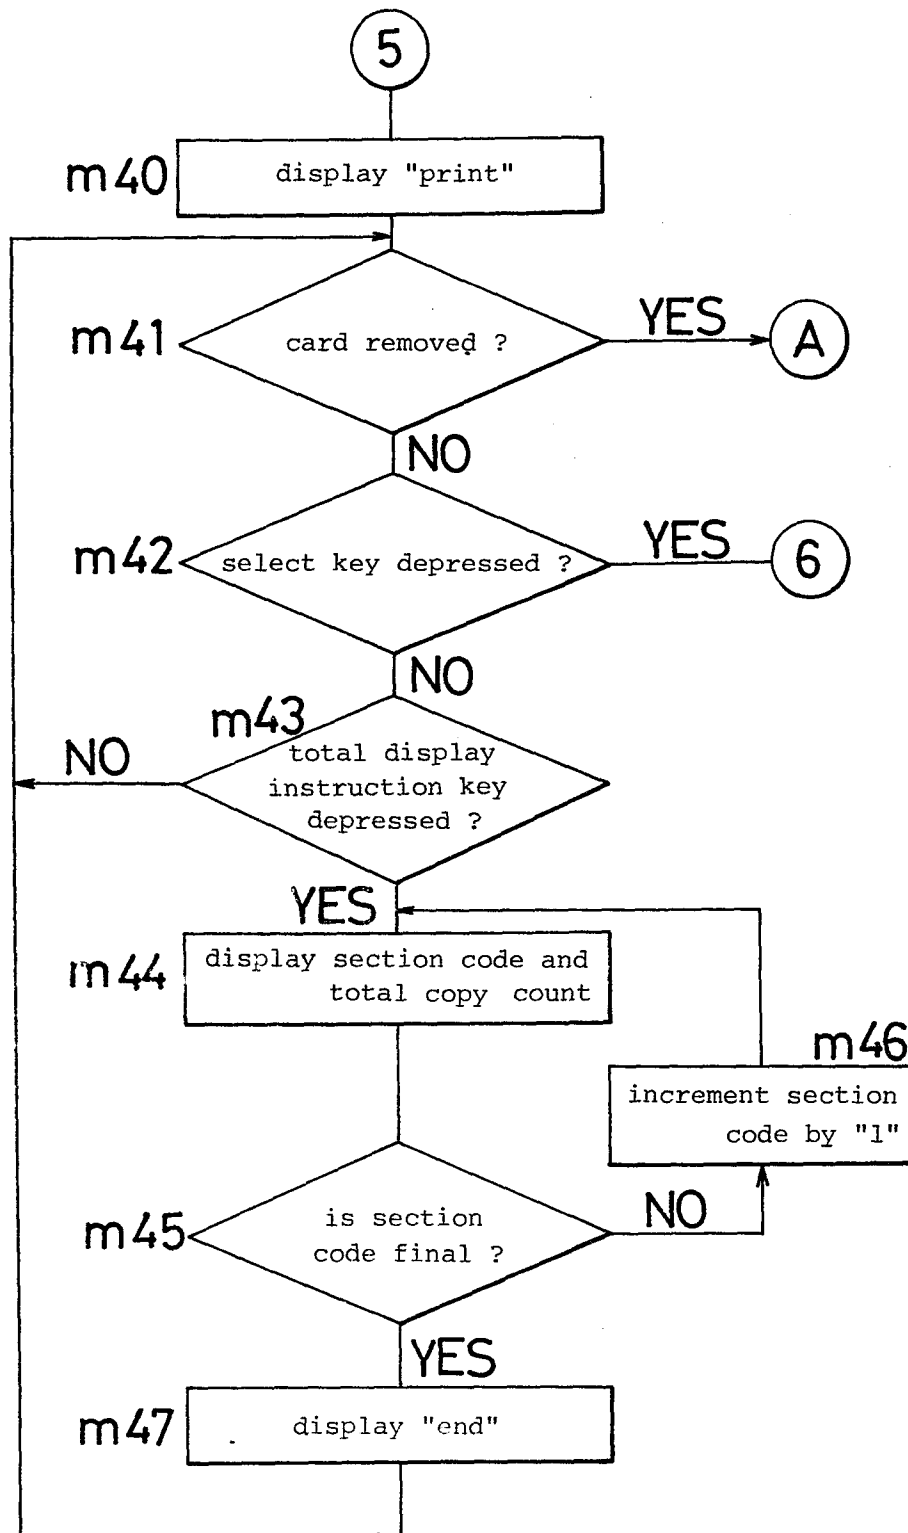 5
m40
display "print"
m41
card removed ?
YES
A
NO
m42
select key depressed ?
YES
6
NO
m43
total display
instruction key
depressed ?
NO
YES
m44
display section code and
total copy count
m46
increment section
code by "1"
m45
is section
code final ?
NO
YES
m47
display "end"